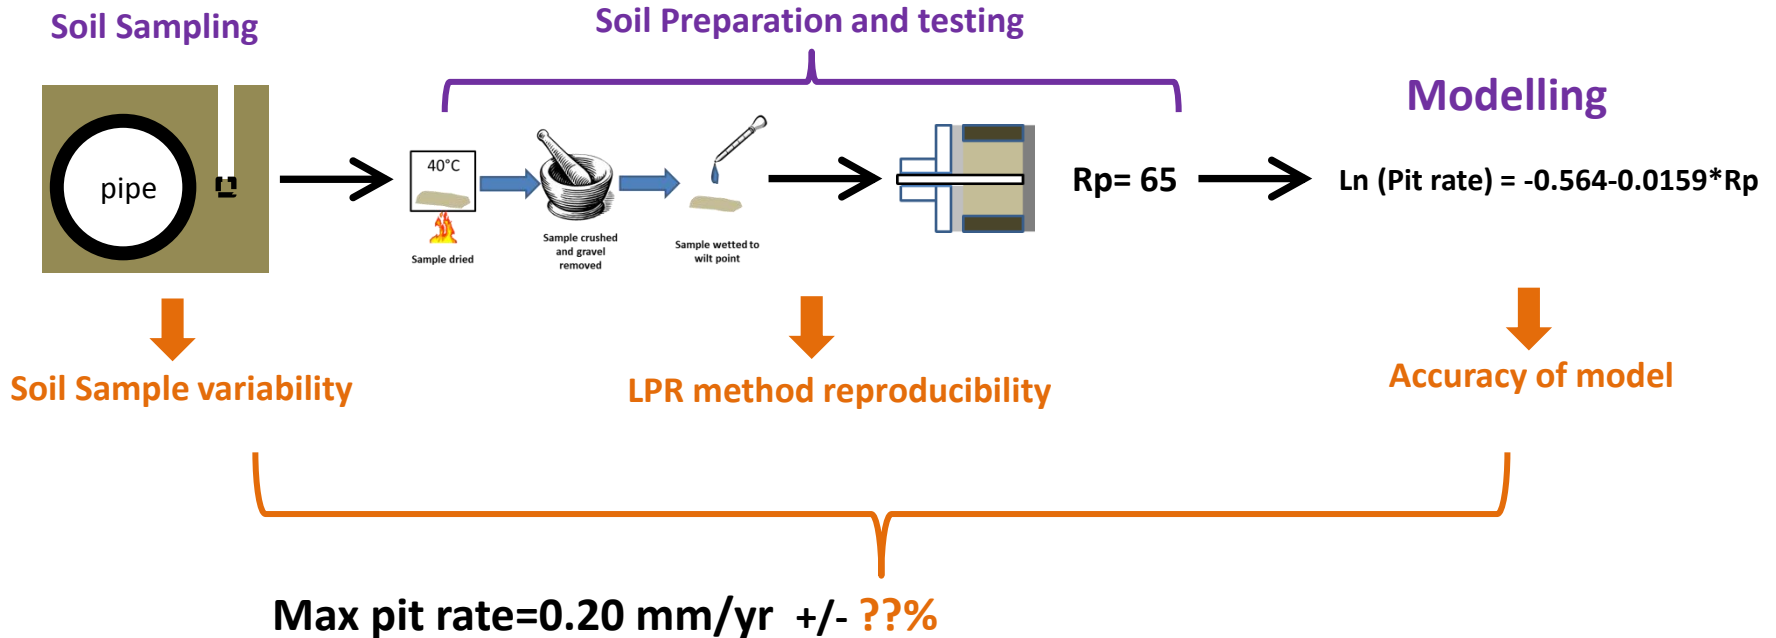 Soil Sampling
Soil Preparation and testing
Modelling
pipe
40°C
Sample dried
Sample crushed
and gravel
removed
Sample wetted to
wilt point
Rp= 65
Ln (Pit rate) = -0.564-0.0159*Rp
Soil Sample variability
LPR method reproducibility
Accuracy of model
Max pit rate=0.20 mm/yr +/- ??%